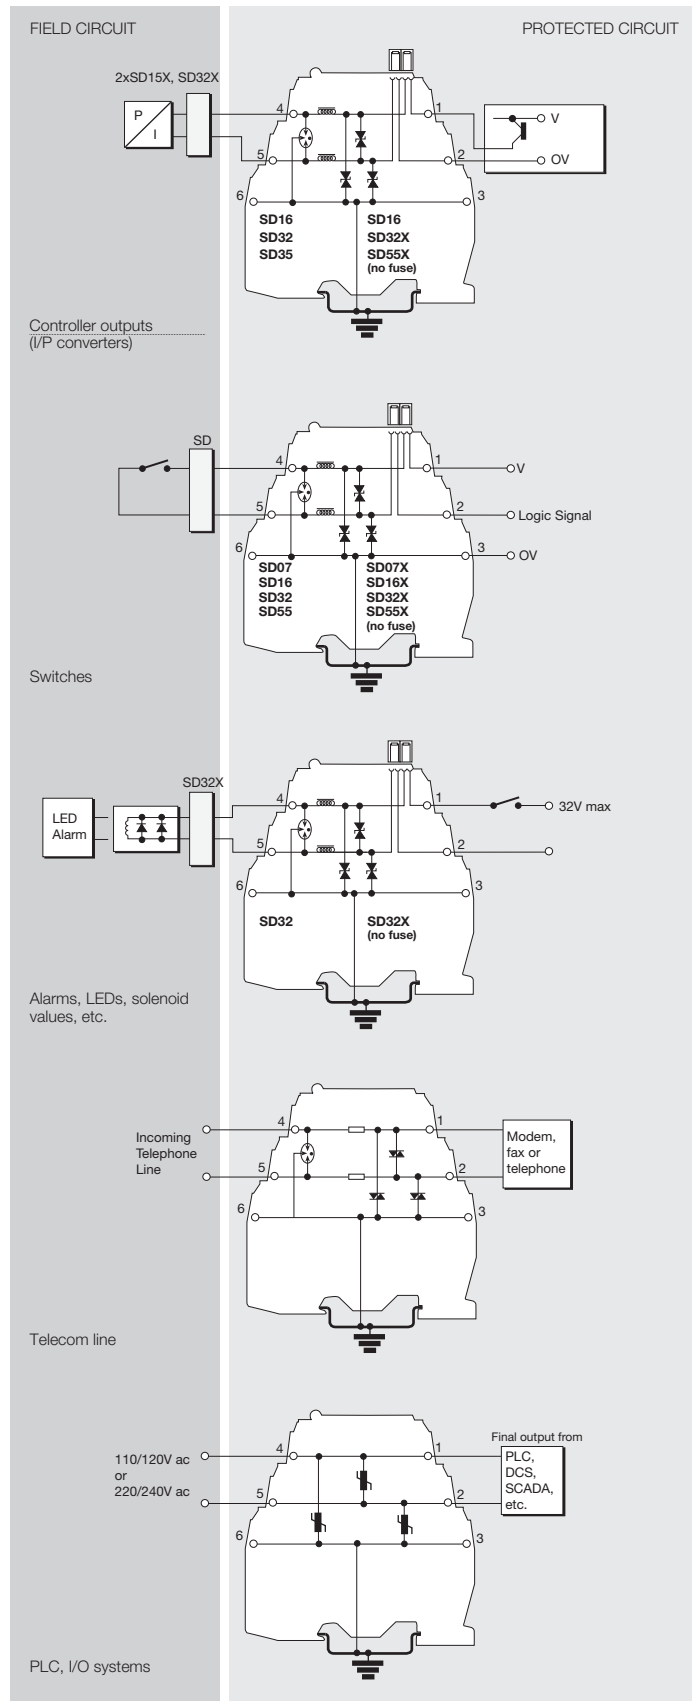 FIELD CIRCUIT
PROTECTED CIRCUIT
2xSD15X, SD32X
P
I
4
5
6
1
2
3
V
OV
SD16
SD32
SD35
SD16
SD32X
SD55X
(no fuse)
Controller outputs
(I/P converters)
SD
4
5
6
1
2
3
V
Logic Signal
OV
SD07
SD16
SD32
SD55
SD07X
SD16X
SD32X
SD55X
(no fuse)
Switches
SD32X
LED
Alarm
4
5
6
1
2
3
32V max
SD32
SD32X
(no fuse)
Alarms, LEDs, solenoid
values, etc.
Incoming
Telephone
Line
4
5
6
1
2
3
Modem,
fax or
telephone
Telecom line
110/120V ac
or
220/240V ac
4
5
6
1
2
3
Final output from
PLC,
DCS,
SCADA,
etc.
PLC, I/O systems